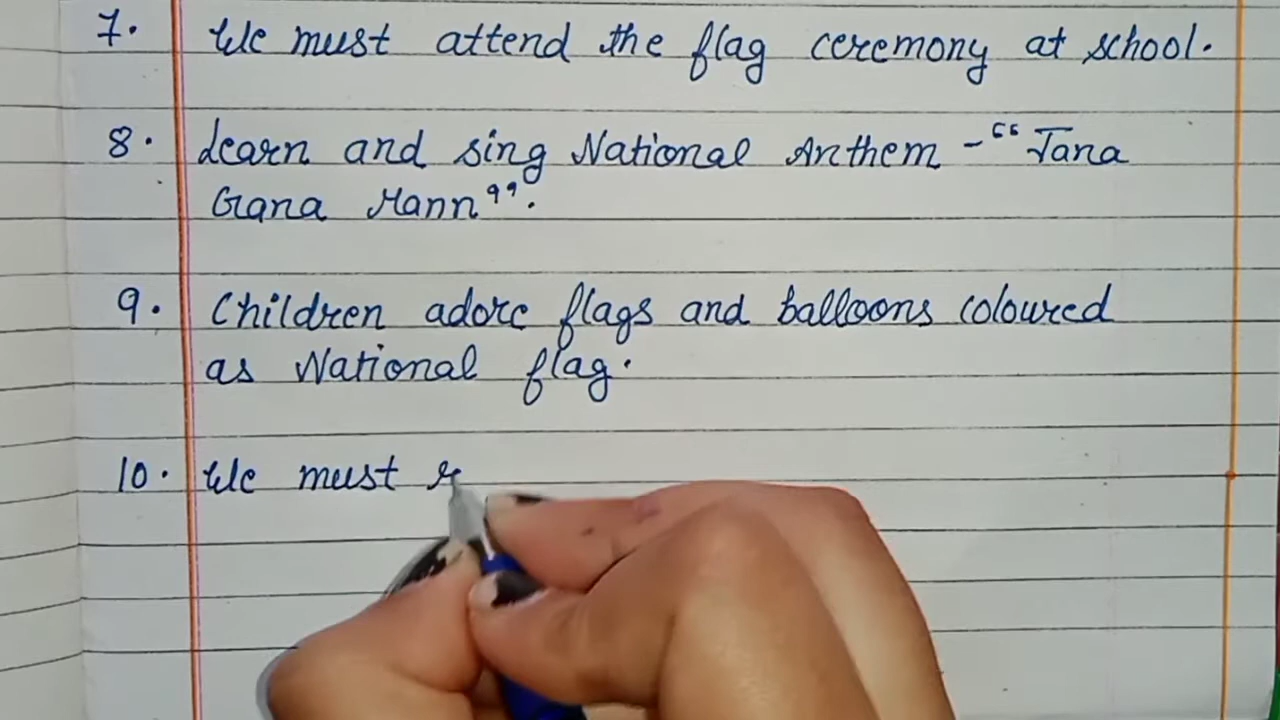 7. We must attend the flag ceremony at school.
8. Learn and sing National Anthem - "Jana
Gana Mann".
9. Children adore flags and balloons coloured
as National flag.
10. We must